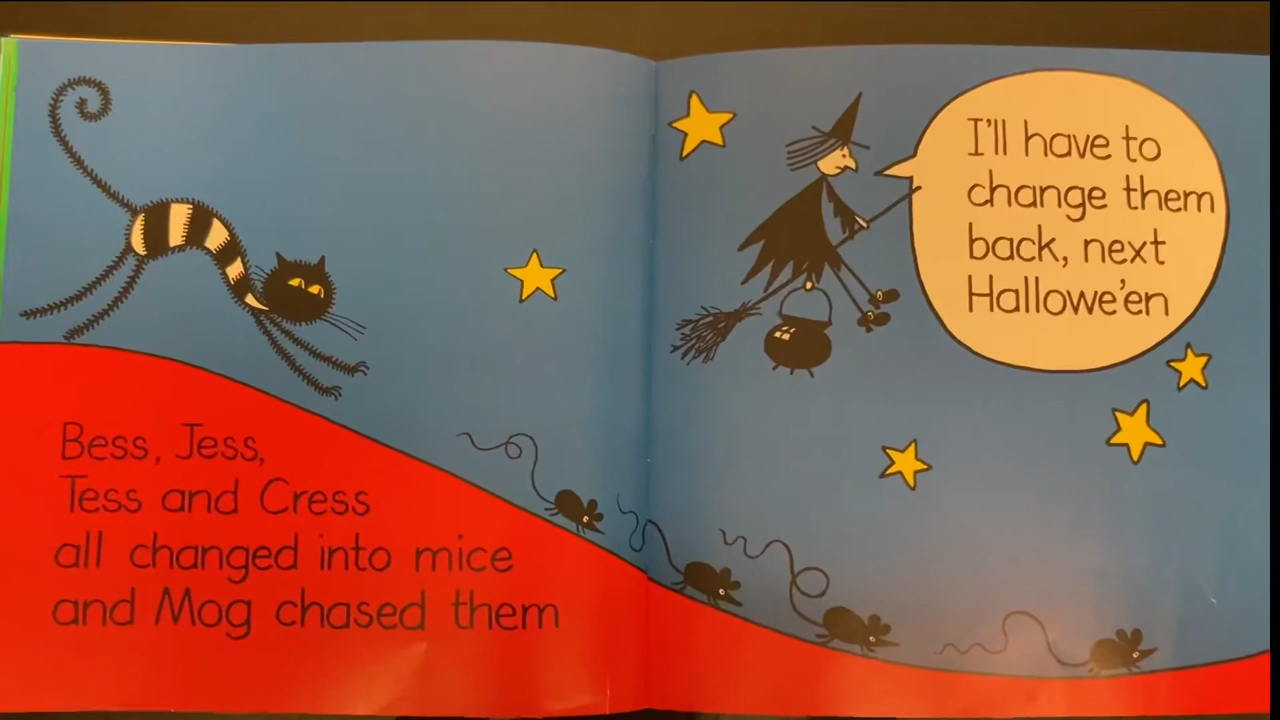 Bess, Jess,
Tess and Cress
all changed into mice
and Mog chased them
I'll have to
change them
back, next
Hallowe'en